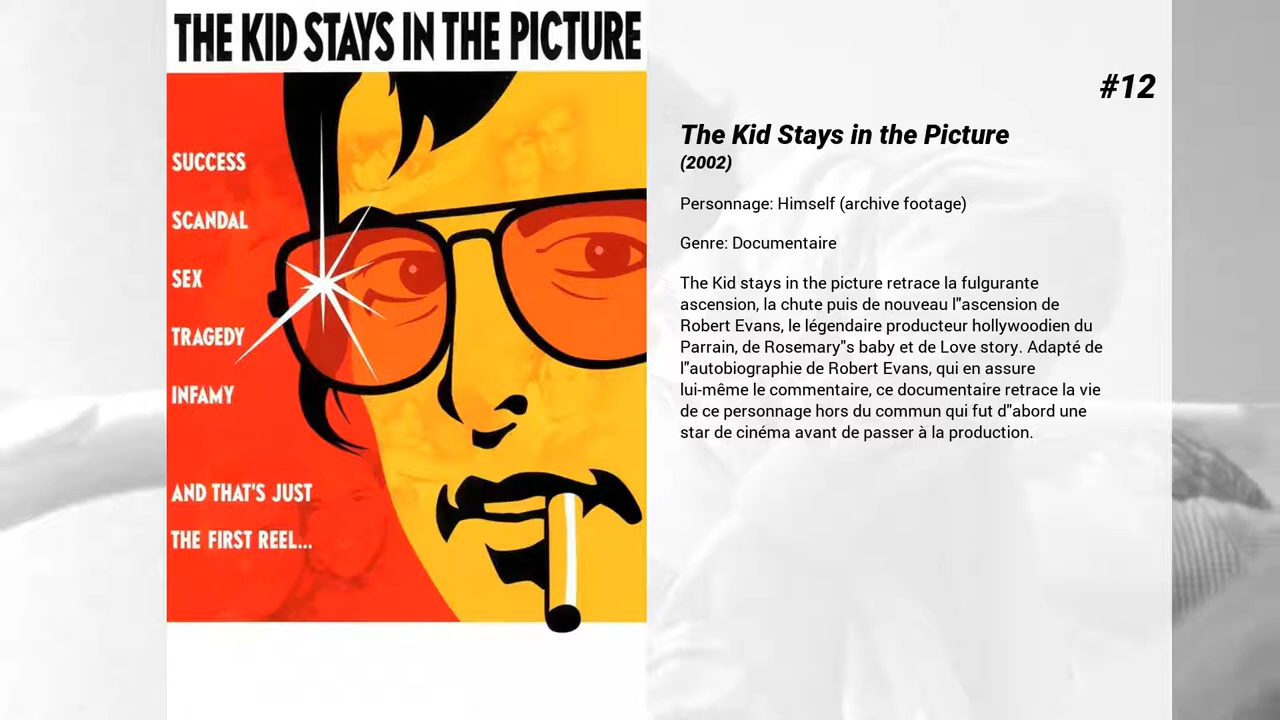 THE KID STAYS IN THE PICTURE
SUCCESS
SCANDAL
SEX
TRAGEDY
INFAMY
AND THAT'S JUST
THE FIRST REEL...
#12
The Kid Stays in the Picture
(2002)
Personnage: Himself (archive footage)
Genre: Documentaire
The Kid stays in the picture retrace la fulgurante
ascension, la chute puis de nouveau l"ascension de
Robert Evans, le légendaire producteur hollywoodien du
Parrain, de Rosemary"s baby et de Love story. Adapté de
l"autobiographie de Robert Evans, qui en assure
lui-même le commentaire, ce documentaire retrace la vie
de ce personnage hors du commun qui fut d"abord une
star de cinéma avant de passer à la production.